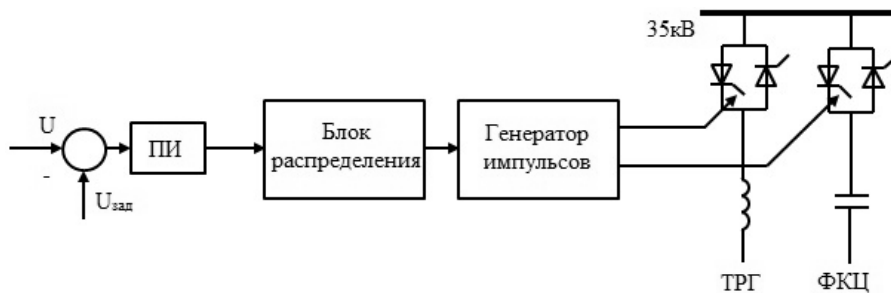 35кВ
U
-
Uзад
ПИ
Блок
распределения
Генератор
импульсов
ТРГ
ФКЦ